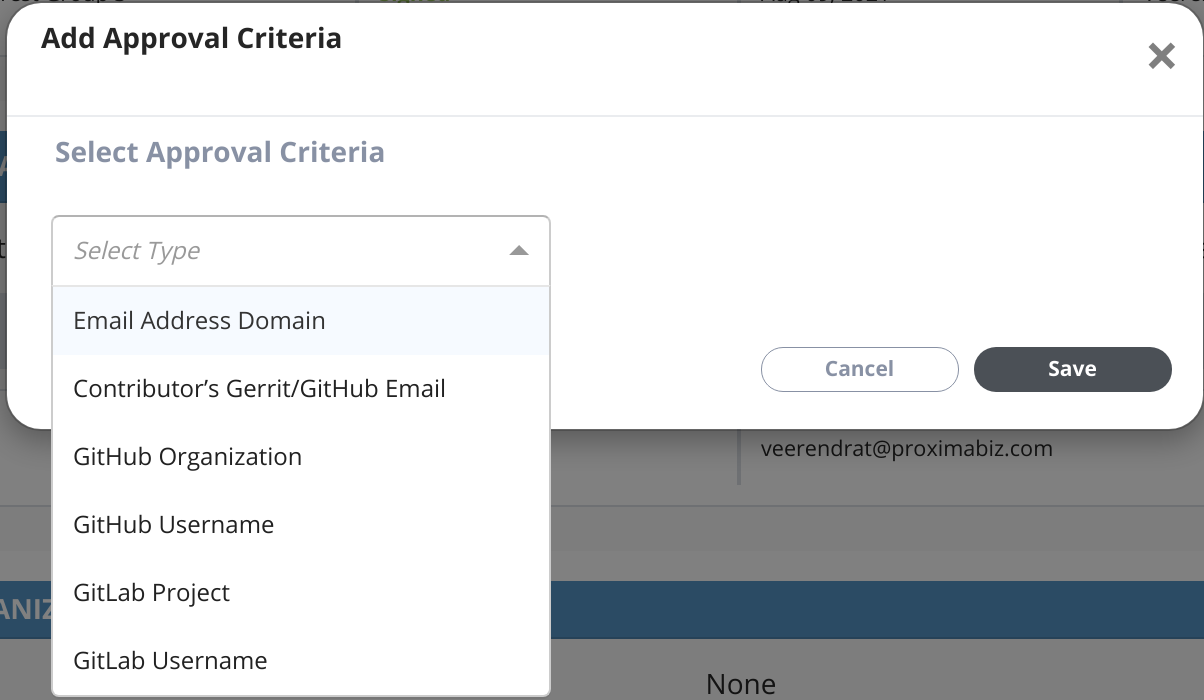 Add Approval Criteria
Select Approval Criteria
Select Type
Email Address Domain
Contributor’s Gerrit/GitHub Email
GitHub Organization
GitHub Username
GitLab Project
GitLab Username
Cancel
Save
veerendrat@proximabiz.com
ANIZ
None